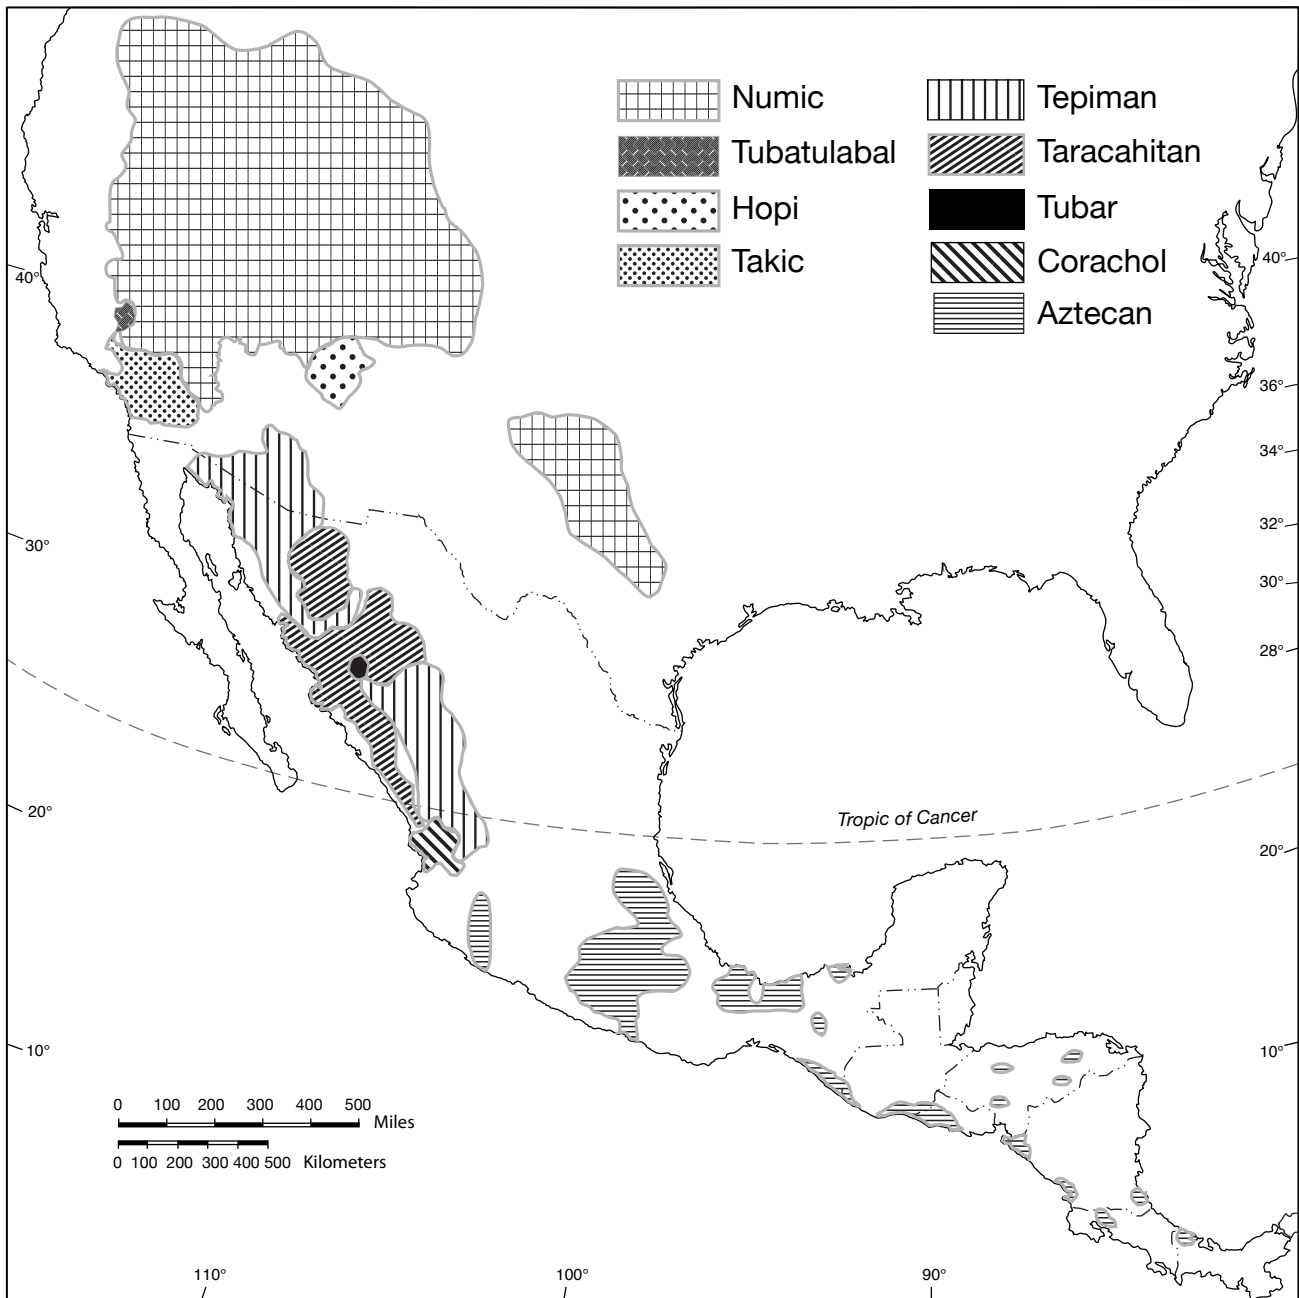 Numic
Tubatulabal
Hopi
Takic
Tepiman
Taracahitan
Tubar
Corachol
Aztecan
40°
30°
20°
10°
40°
36°
34°
32°
30°
28°
20°
10°
Tropic of Cancer
0 100 200 300 400 500 Miles
0 100 200 300 400 500 Kilometers
110° 100° 90°